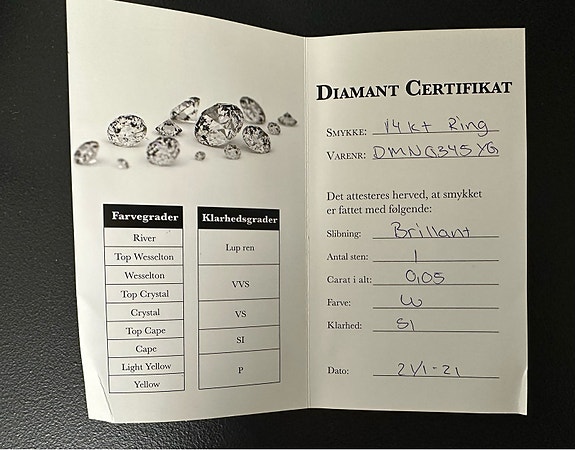 Farvegrader
River
Top Wesselton
Wesselton
Top Crystal
Crystal
Top Cape
Cape
Light Yellow
Yellow
Klarhedsgrader
Lup ren
VVS
VS
SI
P
DIAMANT CERTIFIKAT
SMYKKE: 14 kt Ring
VARENR: DMNG345YG
Det attesteres herved, at smykket
er fattet med følgende:
Slibning: Brillant
Antal sten: 1
Carat i alt: 0,05
Farve: W
Klarhed: SI
Dato: 21/1-21